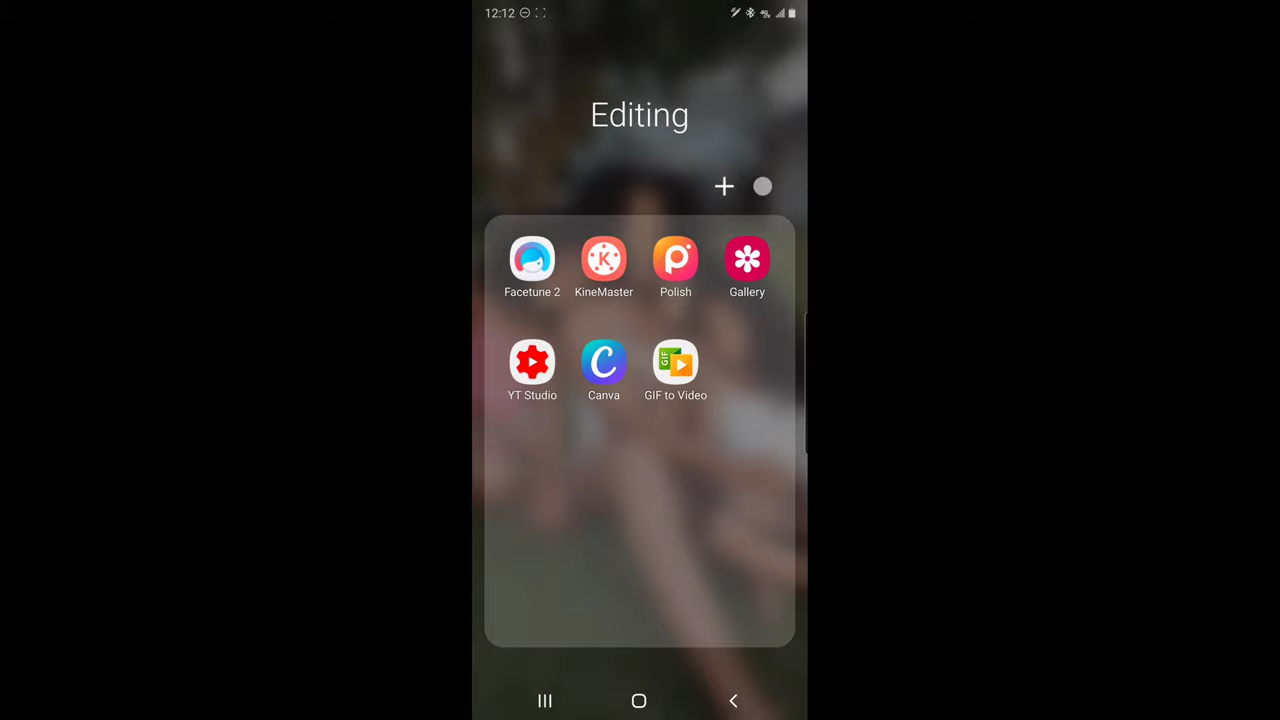 12:12
Editing
Facetune 2 KineMaster Polish Gallery
YT Studio Canva GIF to Video